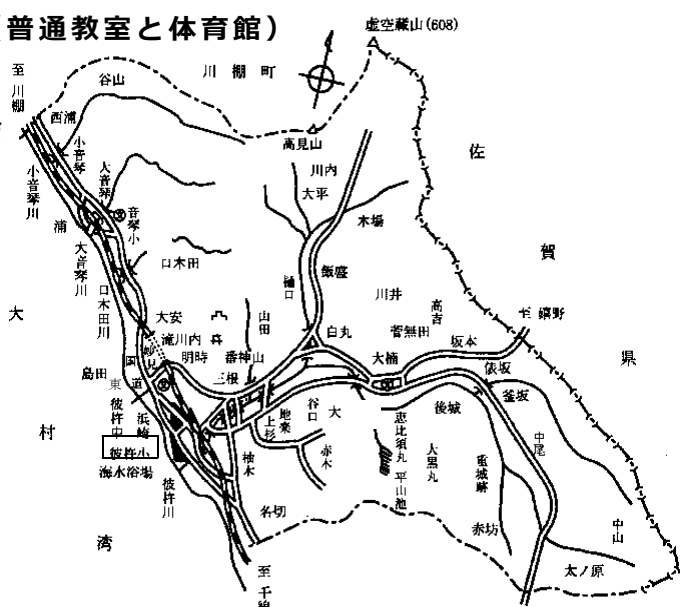 (普通教室と体育館)
虚空蔵山(608)
至川棚
谷山
川棚町
西浦
小音琴
大音琴
高見山
川内
大平
佐賀県
小音琴川
浦
音琴小
木場
大音琴川
口木田
飯盛
樋口
川井
高吉
至嬉野
口木田川
大村湾
大安
山田
白丸
菅無田
坂本
滝川内
明時
番神山
大楠
俵坂
島田
国道
三根
釜坂
東彼杵中
浜崎
上杉
地楽
谷口
大
恵比須丸
後城
中尾
彼杵小
赤木
大黒丸
海水浴場
彼杵川
平山池
名切
赤坊
中山
太ノ原
至千綿